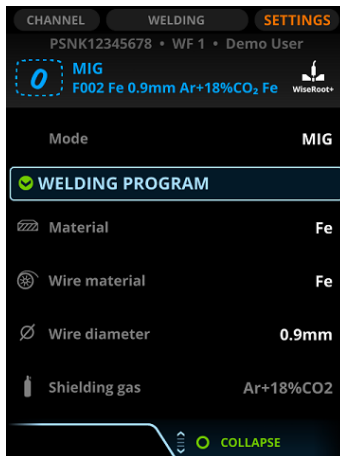 CHANNEL WELDING SETTINGS
PSNK12345678 • WF 1 • Demo User
0 MIG
F002 Fe 0.9mm Ar+18%CO₂ Fe
WiseRoot+
Mode MIG
WELDING PROGRAM
Material Fe
Wire material Fe
Wire diameter 0.9mm
Shielding gas Ar+18%CO2
COLLAPSE